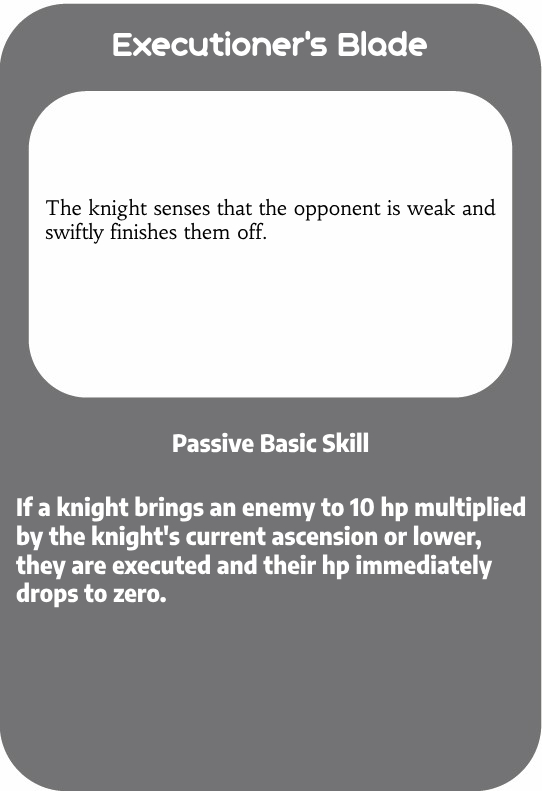 Executioner's Blade
The knight senses that the opponent is weak and
swiftly finishes them off.
Passive Basic Skill
If a knight brings an enemy to 10 hp multiplied
by the knight's current ascension or lower,
they are executed and their hp immediately
drops to zero.